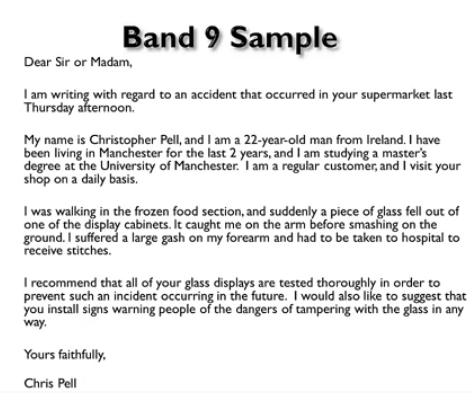 Band 9 Sample
Dear Sir or Madam,
I am writing with regard to an accident that occurred in your supermarket last
Thursday afternoon.
My name is Christopher Pell, and I am a 22-year-old man from Ireland. I have
been living in Manchester for the last 2 years, and I am studying a master's
degree at the University of Manchester. I am a regular customer, and I visit your
shop on a daily basis.
I was walking in the frozen food section, and suddenly a piece of glass fell out of
one of the display cabinets. It caught me on the arm before smashing on the
ground. I suffered a large gash on my forearm and had to be taken to hospital to
receive stitches.
I recommend that all of your glass displays are tested thoroughly in order to
prevent such an incident occurring in the future. I would also like to suggest that
you install signs warning people of the dangers of tampering with the glass in any
way.
Yours faithfully,
Chris Pell